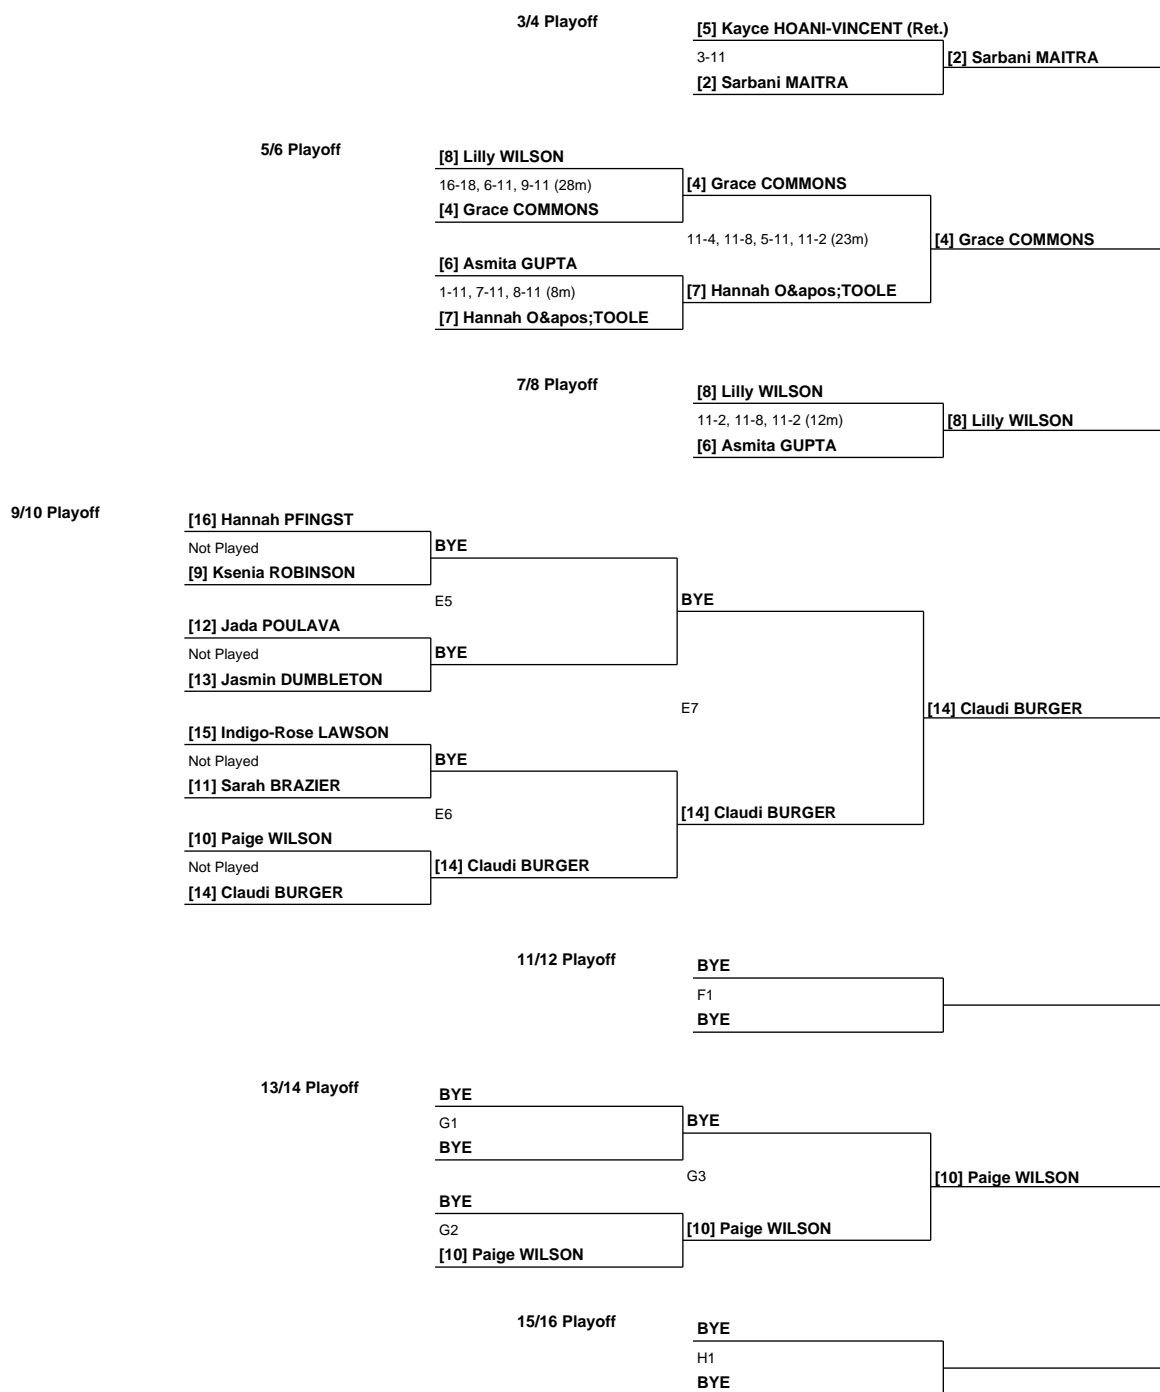 3/4 Playoff
[5] Kayce HOANI-VINCENT (Ret.)
3-11
[2] Sarbani MAITRA
[2] Sarbani MAITRA
5/6 Playoff
[8] Lilly WILSON
16-18, 6-11, 9-11 (28m)
[4] Grace COMMONS
[4] Grace COMMONS
11-4, 11-8, 5-11, 11-2 (23m)
[4] Grace COMMONS
[6] Asmita GUPTA
1-11, 7-11, 8-11 (8m)
[7] Hannah O&apos;TOOLE
[7] Hannah O&apos;TOOLE
7/8 Playoff
[8] Lilly WILSON
11-2, 11-8, 11-2 (12m)
[8] Lilly WILSON
[6] Asmita GUPTA
9/10 Playoff
[16] Hannah PFINGST
Not Played
BYE
[9] Ksenia ROBINSON
E5
BYE
[12] Jada POULAVA
Not Played
BYE
[13] Jasmin DUMBLETON
E7
[14] Claudi BURGER
[15] Indigo-Rose LAWSON
Not Played
BYE
[11] Sarah BRAZIER
E6
[14] Claudi BURGER
[10] Paige WILSON
Not Played
[14] Claudi BURGER
[14] Claudi BURGER
11/12 Playoff
BYE
F1
BYE
13/14 Playoff
BYE
G1
BYE
BYE
G3
[10] Paige WILSON
BYE
G2
[10] Paige WILSON
[10] Paige WILSON
15/16 Playoff
BYE
H1
BYE